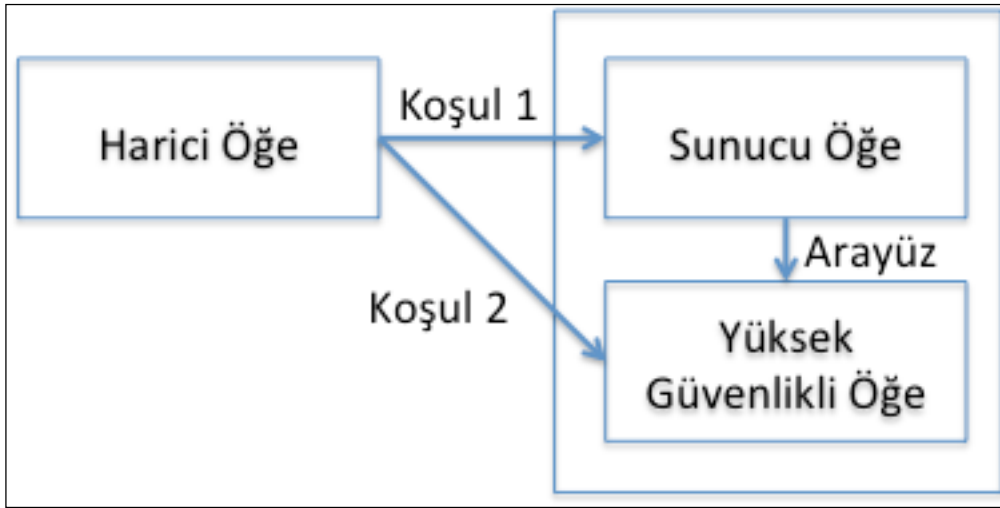 Harici Öğe
Koşul 1
Sunucu Öğe
Arayüz
Koşul 2
Yüksek
Güvenlikli Öğe